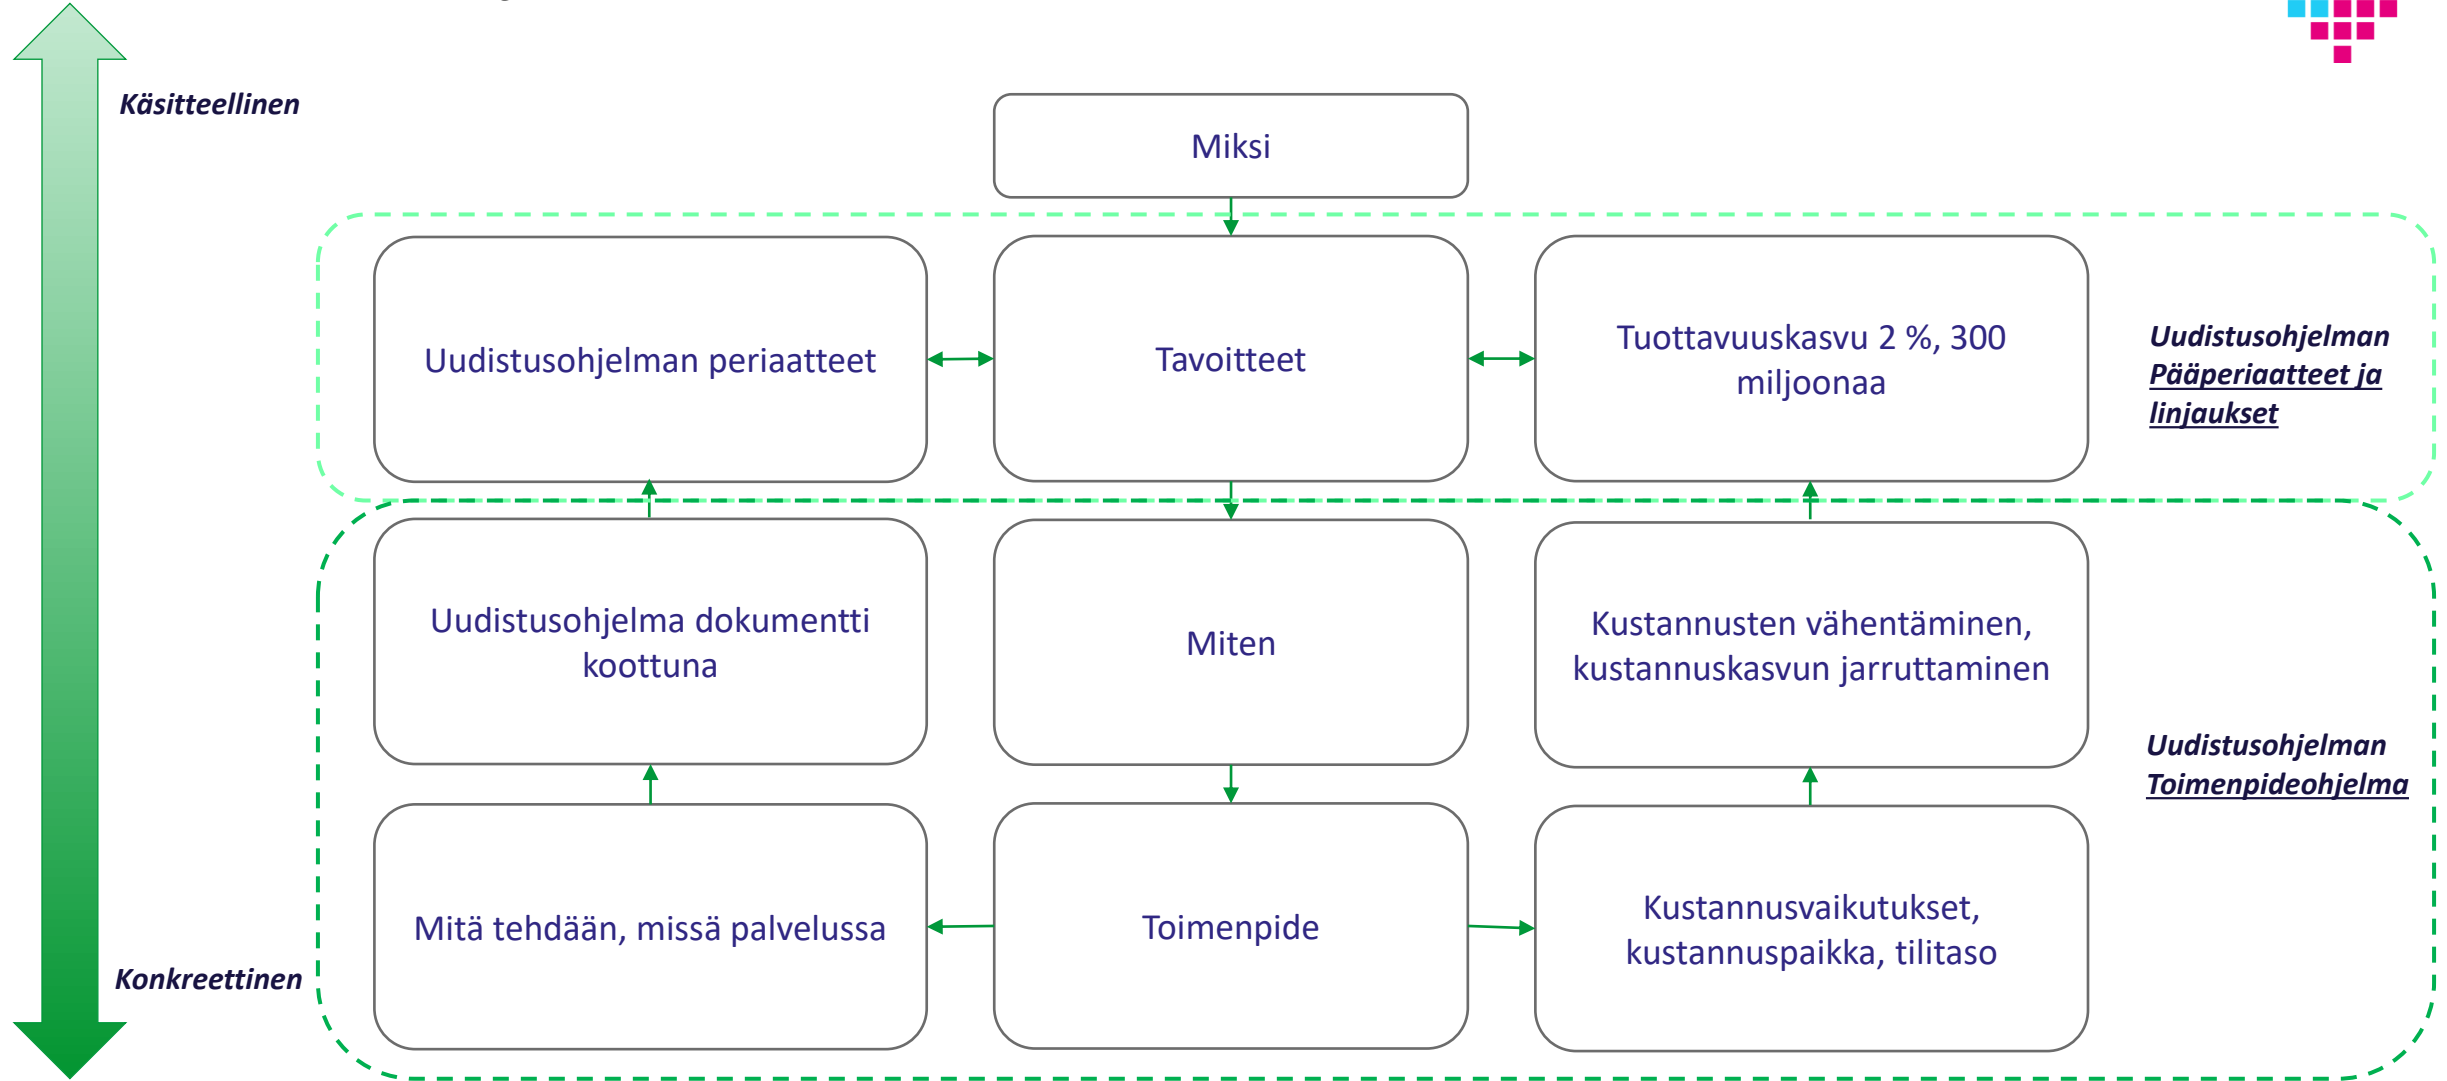 Käsitteellinen
Miksi
Uudistusohjelman periaatteet
Tavoitteet
Tuottavuuskasvu 2 %, 300
miljoonaa
Uudistusohjelman
Pääperiaatteet ja
linjaukset
Uudistusohjelma dokumentti
koottuna
Miten
Kustannusten vähentäminen,
kustannuskasvun jarruttaminen
Uudistusohjelman
Toimenpideohjelma
Mitä tehdään, missä palvelussa
Toimenpide
Kustannusvaikutukset,
kustannuspaikka, tilitaso
Konkreettinen